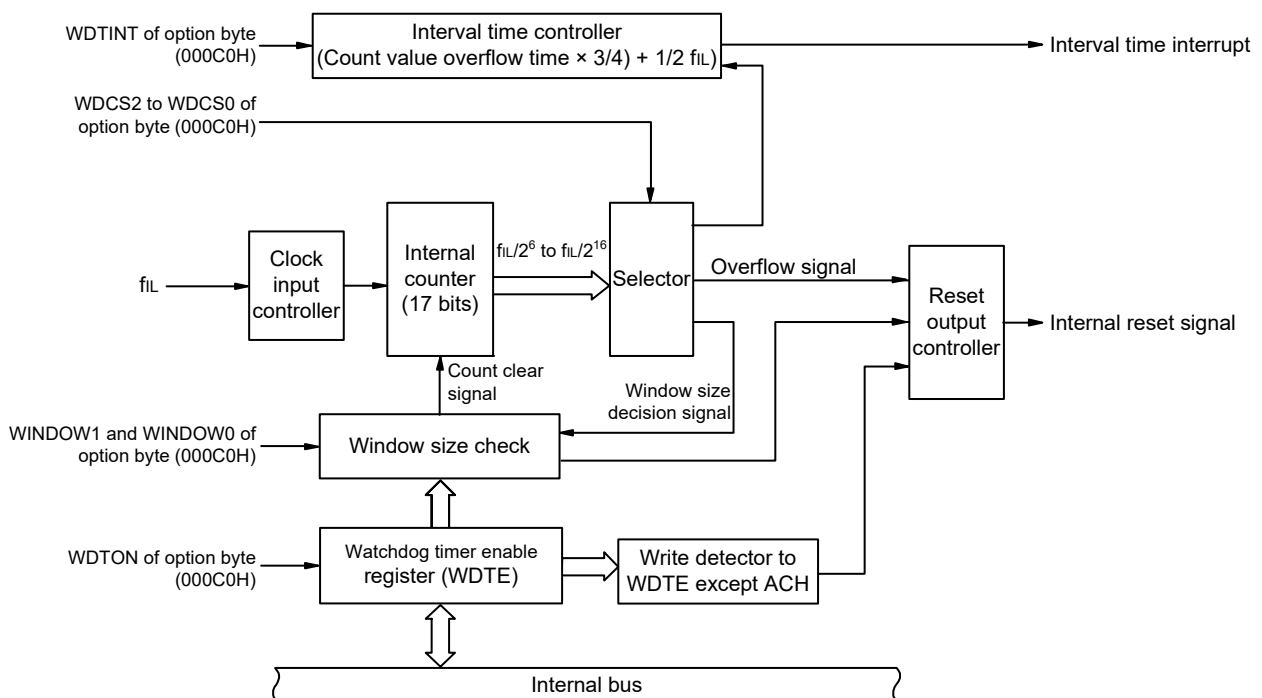 WDTINT of option byte
(000C0H)
Interval time controller
(Count value overflow time × 3/4) + 1/2 fIL)
Interval time interrupt
WDCS2 to WDCS0 of
option byte (000C0H)
fIL
Clock
input
controller
Internal
counter
(17 bits)
fIL/2⁶ to fIL/2¹⁶
Selector
Overflow signal
Reset
output
controller
Internal reset signal
Count clear
signal
Window size
decision signal
WINDOW1 and WINDOW0 of
option byte (000C0H)
Window size check
WDTON of option byte
(000C0H)
Watchdog timer enable
register (WDTE)
Write detector to
WDTE except ACH
Internal bus